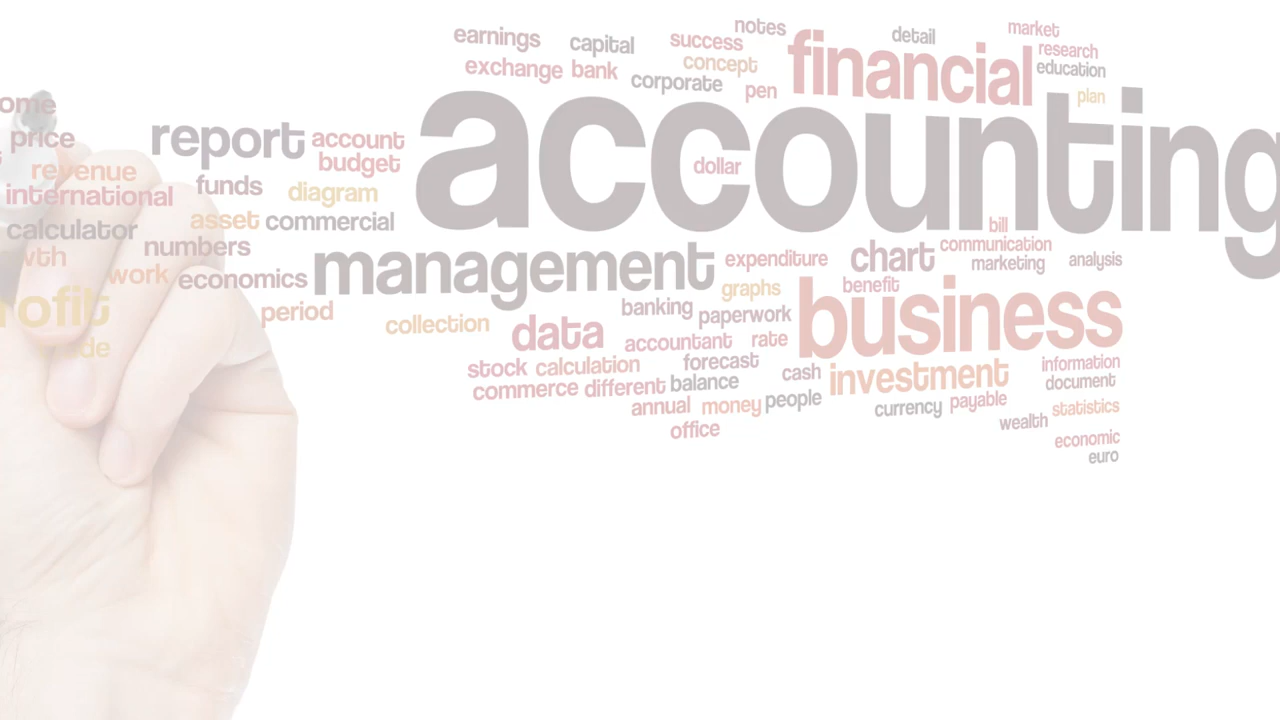 notes
earnings capital success detail market
concept financial research
exchange bank corporate pen education
plan
ome
price report account accounting
budget dollar
revenue
international funds diagram
asset commercial
calculator
numbers bill
wth management expenditure chart communication
marketing analysis
work economics graphs benefit
period banking paperwork business
rofit collection data
accountant rate
de stock calculation forecast cash investment information
commerce different balance document
annual money people currency payable statistics
office wealth
economic
euro